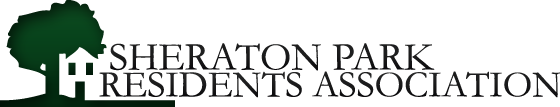 SHERATON PARK
RESIDENTS ASSOCIATION